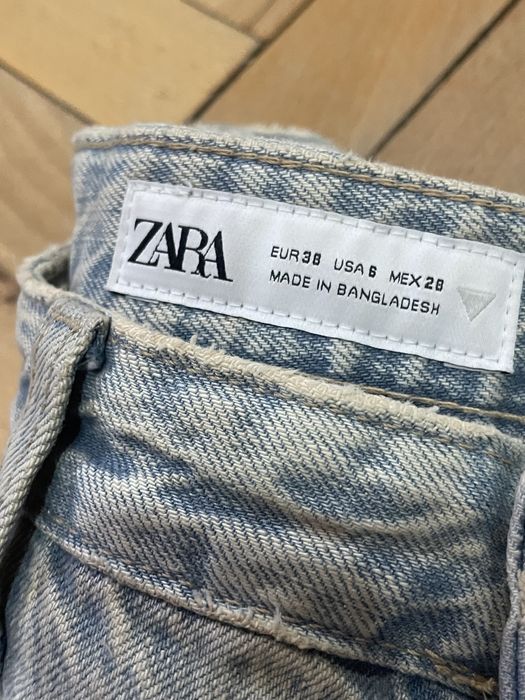 ZARA
EUR 38 USA 6 MEX 28
MADE IN BANGLADESH